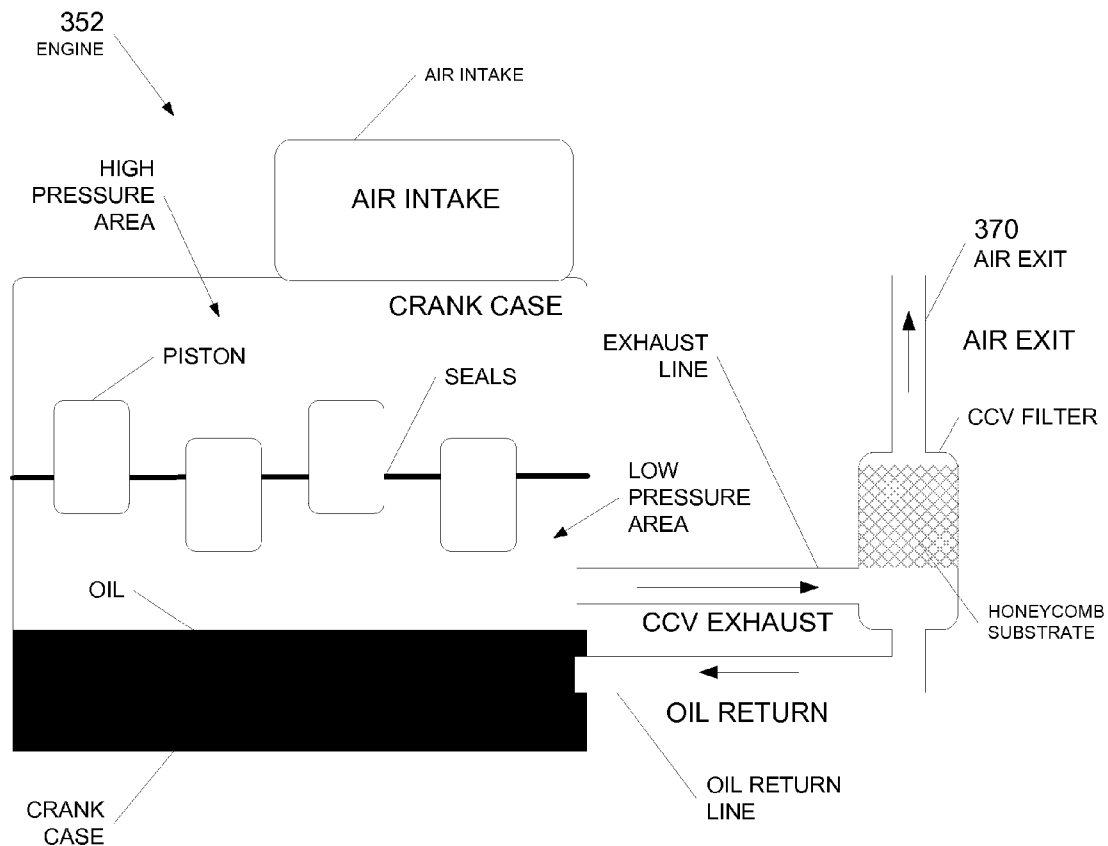 352
ENGINE
AIR INTAKE
HIGH
PRESSURE
AREA
AIR INTAKE
370
AIR EXIT
CRANK CASE
EXHAUST
LINE
AIR EXIT
PISTON
SEALS
CCV FILTER
LOW
PRESSURE
AREA
OIL
CCV EXHAUST
HONEYCOMB
SUBSTRATE
OIL RETURN
OIL RETURN
LINE
CRANK
CASE